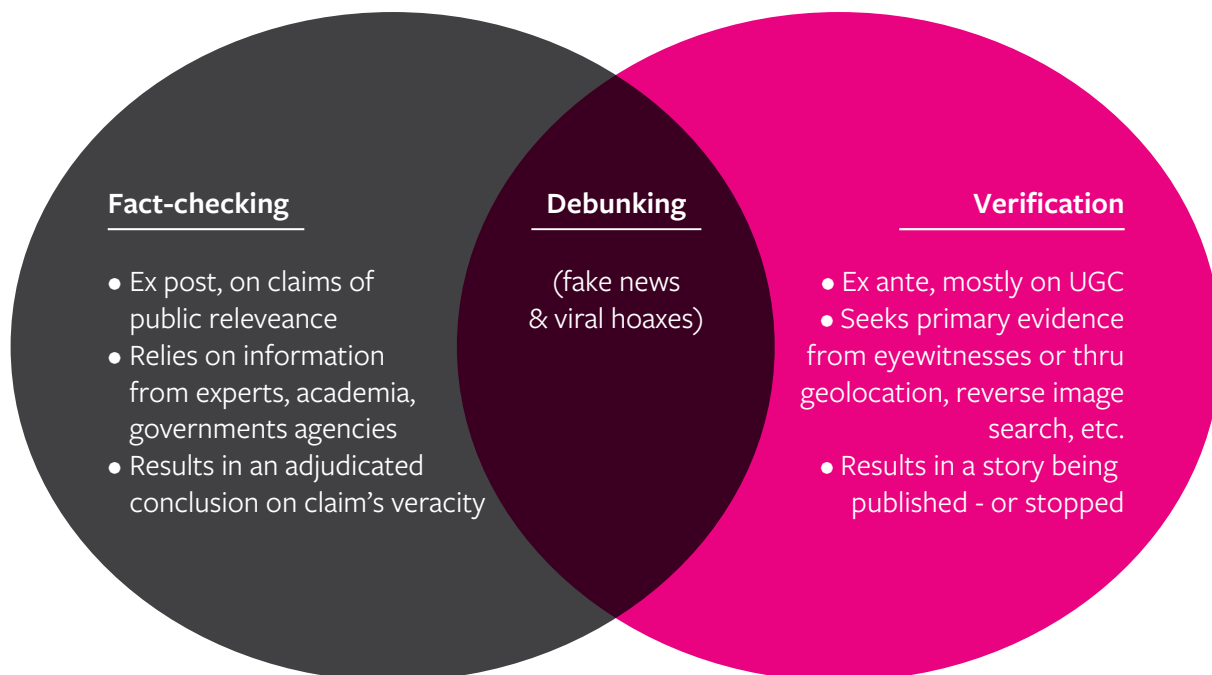 Fact-checking
● Ex post, on claims of
public releveance
● Relies on information
from experts, academia,
governments agencies
● Results in an adjudicated
conclusion on claim’s veracity
Debunking
(fake news
& viral hoaxes)
Verification
● Ex ante, mostly on UGC
● Seeks primary evidence
from eyewitnesses or thru
geolocation, reverse image
search, etc.
● Results in a story being
published - or stopped